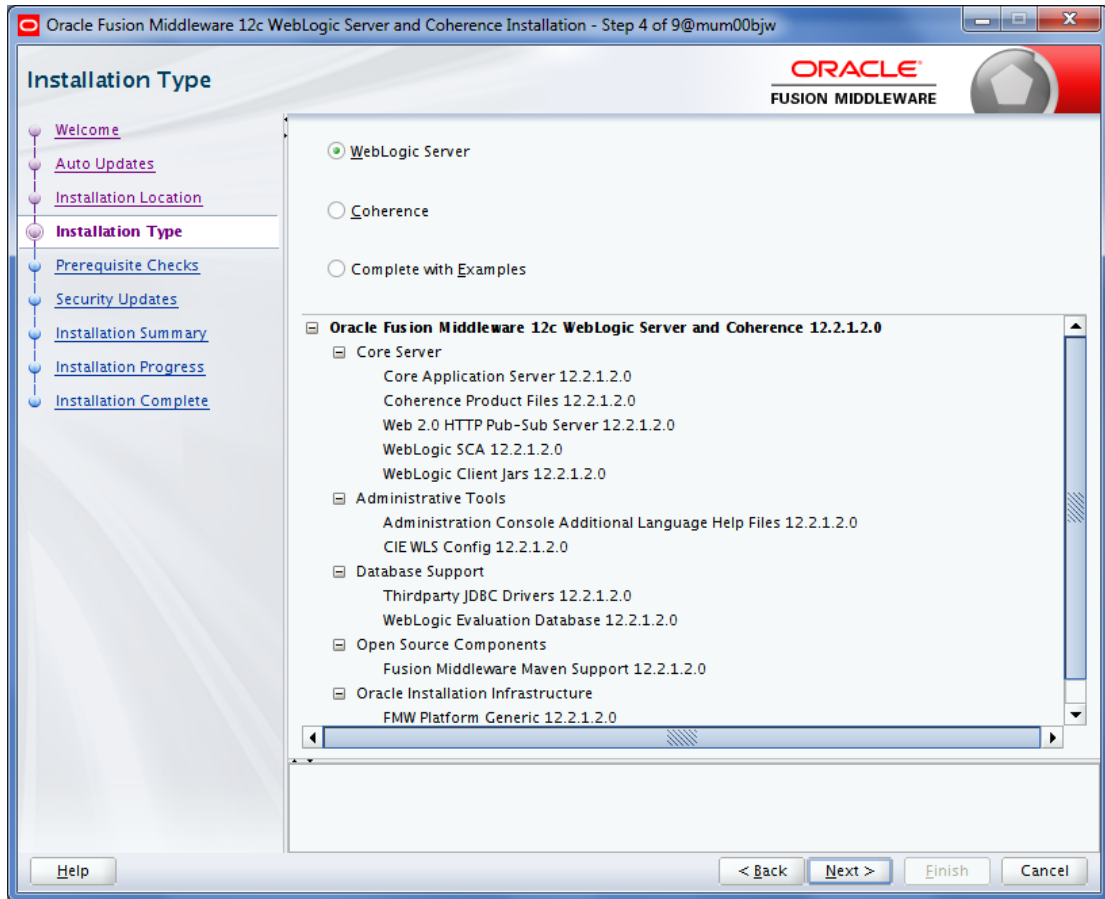 Oracle Fusion Middleware 12c WebLogic Server and Coherence Installation - Step 4 of 9@mum00bjw
Installation Type
ORACLE
FUSION MIDDLEWARE
Welcome
Auto Updates
Installation Location
Installation Type
Prerequisite Checks
Security Updates
Installation Summary
Installation Progress
Installation Complete
WebLogic Server
Coherence
Complete with Examples
Oracle Fusion Middleware 12c WebLogic Server and Coherence 12.2.1.2.0
Core Server
Core Application Server 12.2.1.2.0
Coherence Product Files 12.2.1.2.0
Web 2.0 HTTP Pub-Sub Server 12.2.1.2.0
WebLogic SCA 12.2.1.2.0
WebLogic Client Jars 12.2.1.2.0
Administrative Tools
Administration Console Additional Language Help Files 12.2.1.2.0
CIE WLS Config 12.2.1.2.0
Database Support
Thirdparty JDBC Drivers 12.2.1.2.0
WebLogic Evaluation Database 12.2.1.2.0
Open Source Components
Fusion Middleware Maven Support 12.2.1.2.0
Oracle Installation Infrastructure
FMW Platform Generic 12.2.1.2.0
Help
< Back
Next >
Finish
Cancel